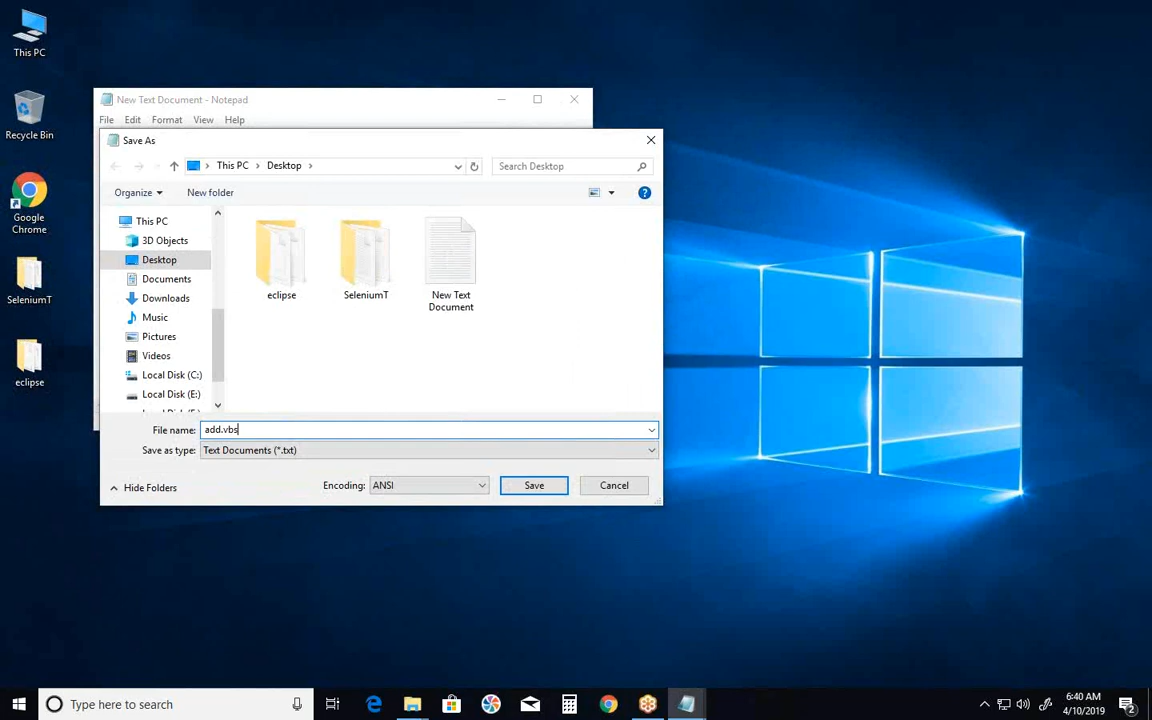 This PC
Recycle Bin
Google
Chrome
SeleniumT
eclipse
New Text Document - Notepad
File Edit Format View Help
Save As
This PC Desktop
Search Desktop
Organize New folder
This PC
3D Objects
Desktop
Documents
Downloads
Music
Pictures
Videos
Local Disk (C:)
Local Disk (E:)
eclipse
SeleniumT
New Text
Document
File name: add.vbs
Save as type: Text Documents (*.txt)
Hide Folders
Encoding: ANSI
Save
Cancel
Type here to search
6:40 AM
4/10/2019
2